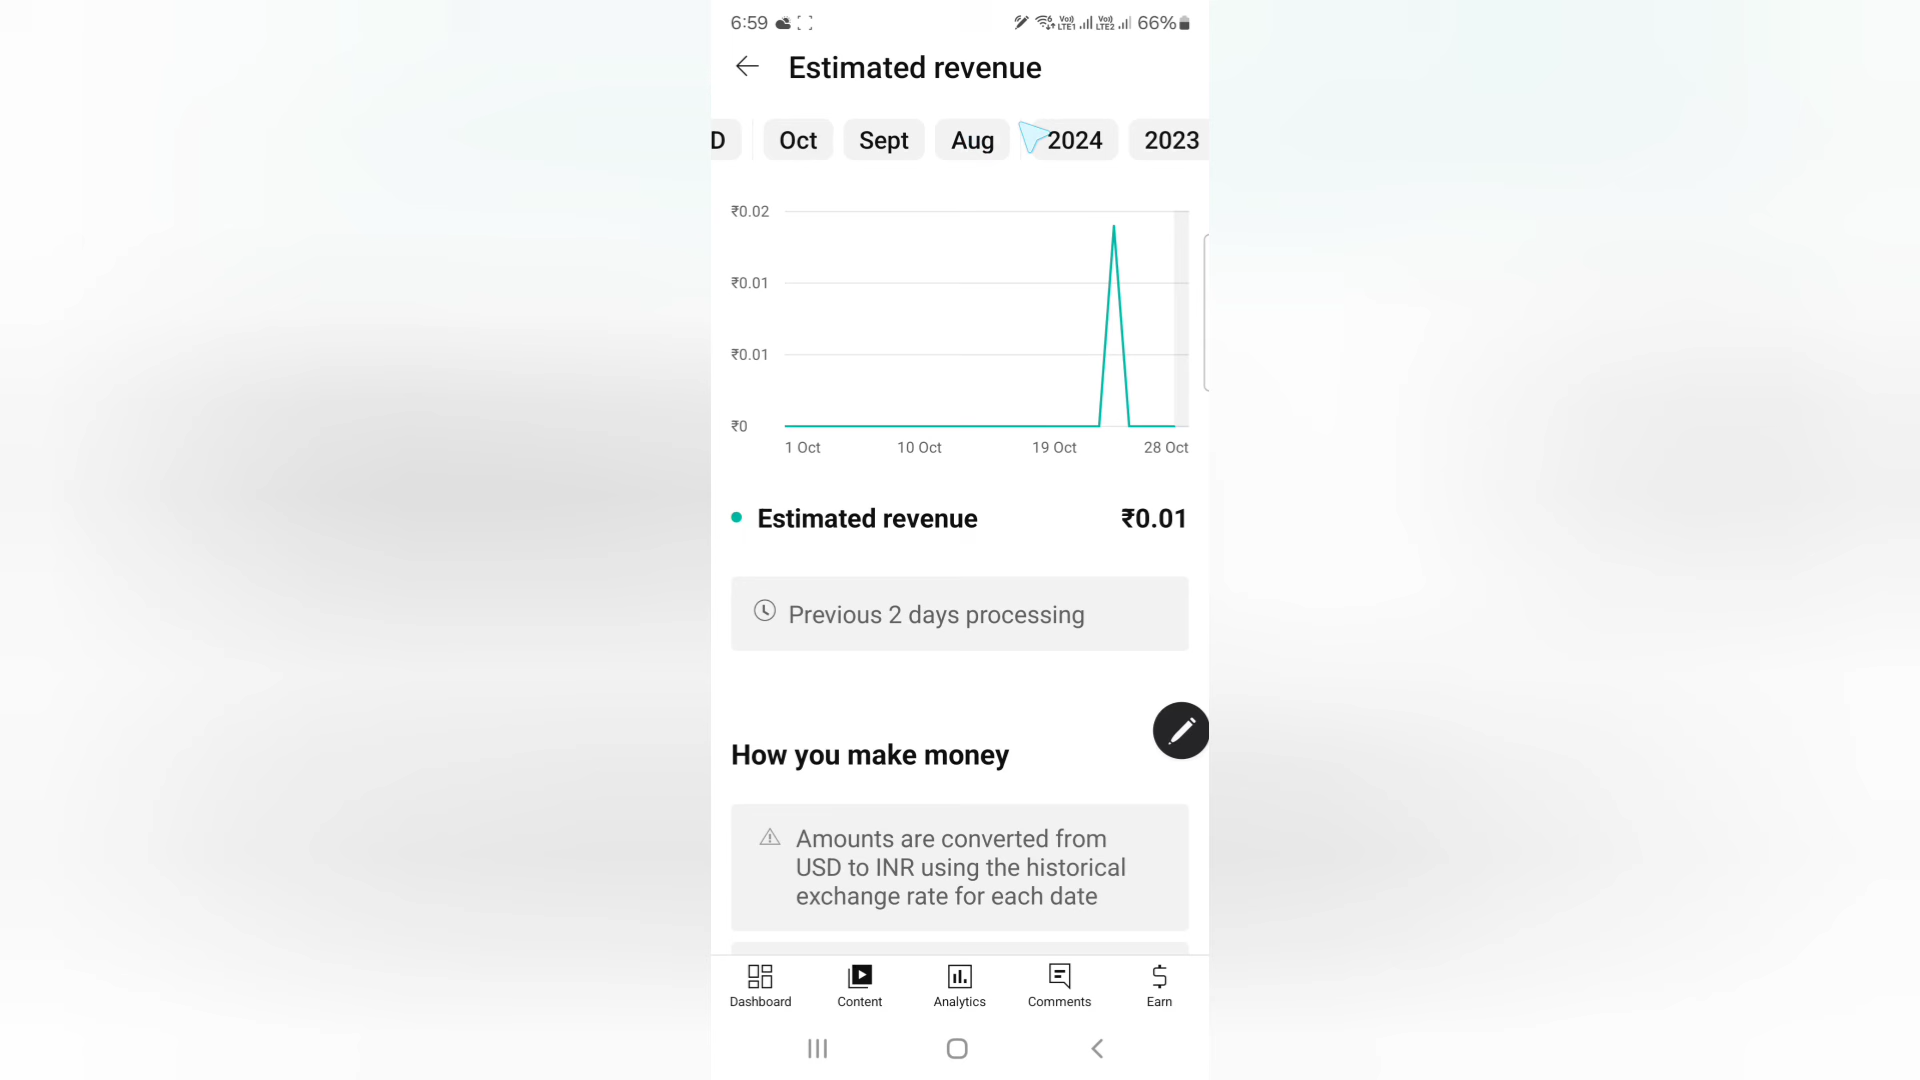 6:59 66%
Estimated revenue
D Oct Sept Aug 2024 2023
₹0.02
₹0.01
₹0.01
₹0
1 Oct 10 Oct 19 Oct 28 Oct
Estimated revenue ₹0.01
Previous 2 days processing
How you make money
Amounts are converted from
USD to INR using the historical
exchange rate for each date
Dashboard Content Analytics Comments Earn